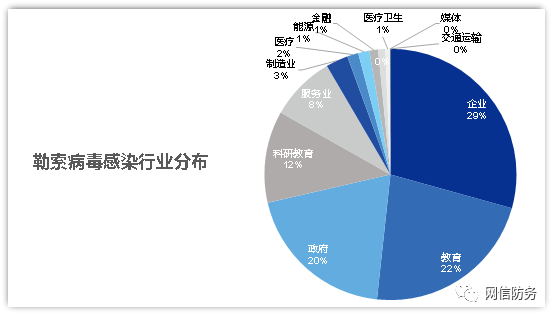 勒索病毒感染行业分布
企业
29%
教育
22%
政府
20%
科研教育
12%
服务业
8%
制造业
3%
医疗
2%
能源
1%
金融
1%
0%
医疗卫生
1%
媒体
0%
交通运输
0%
网信防务